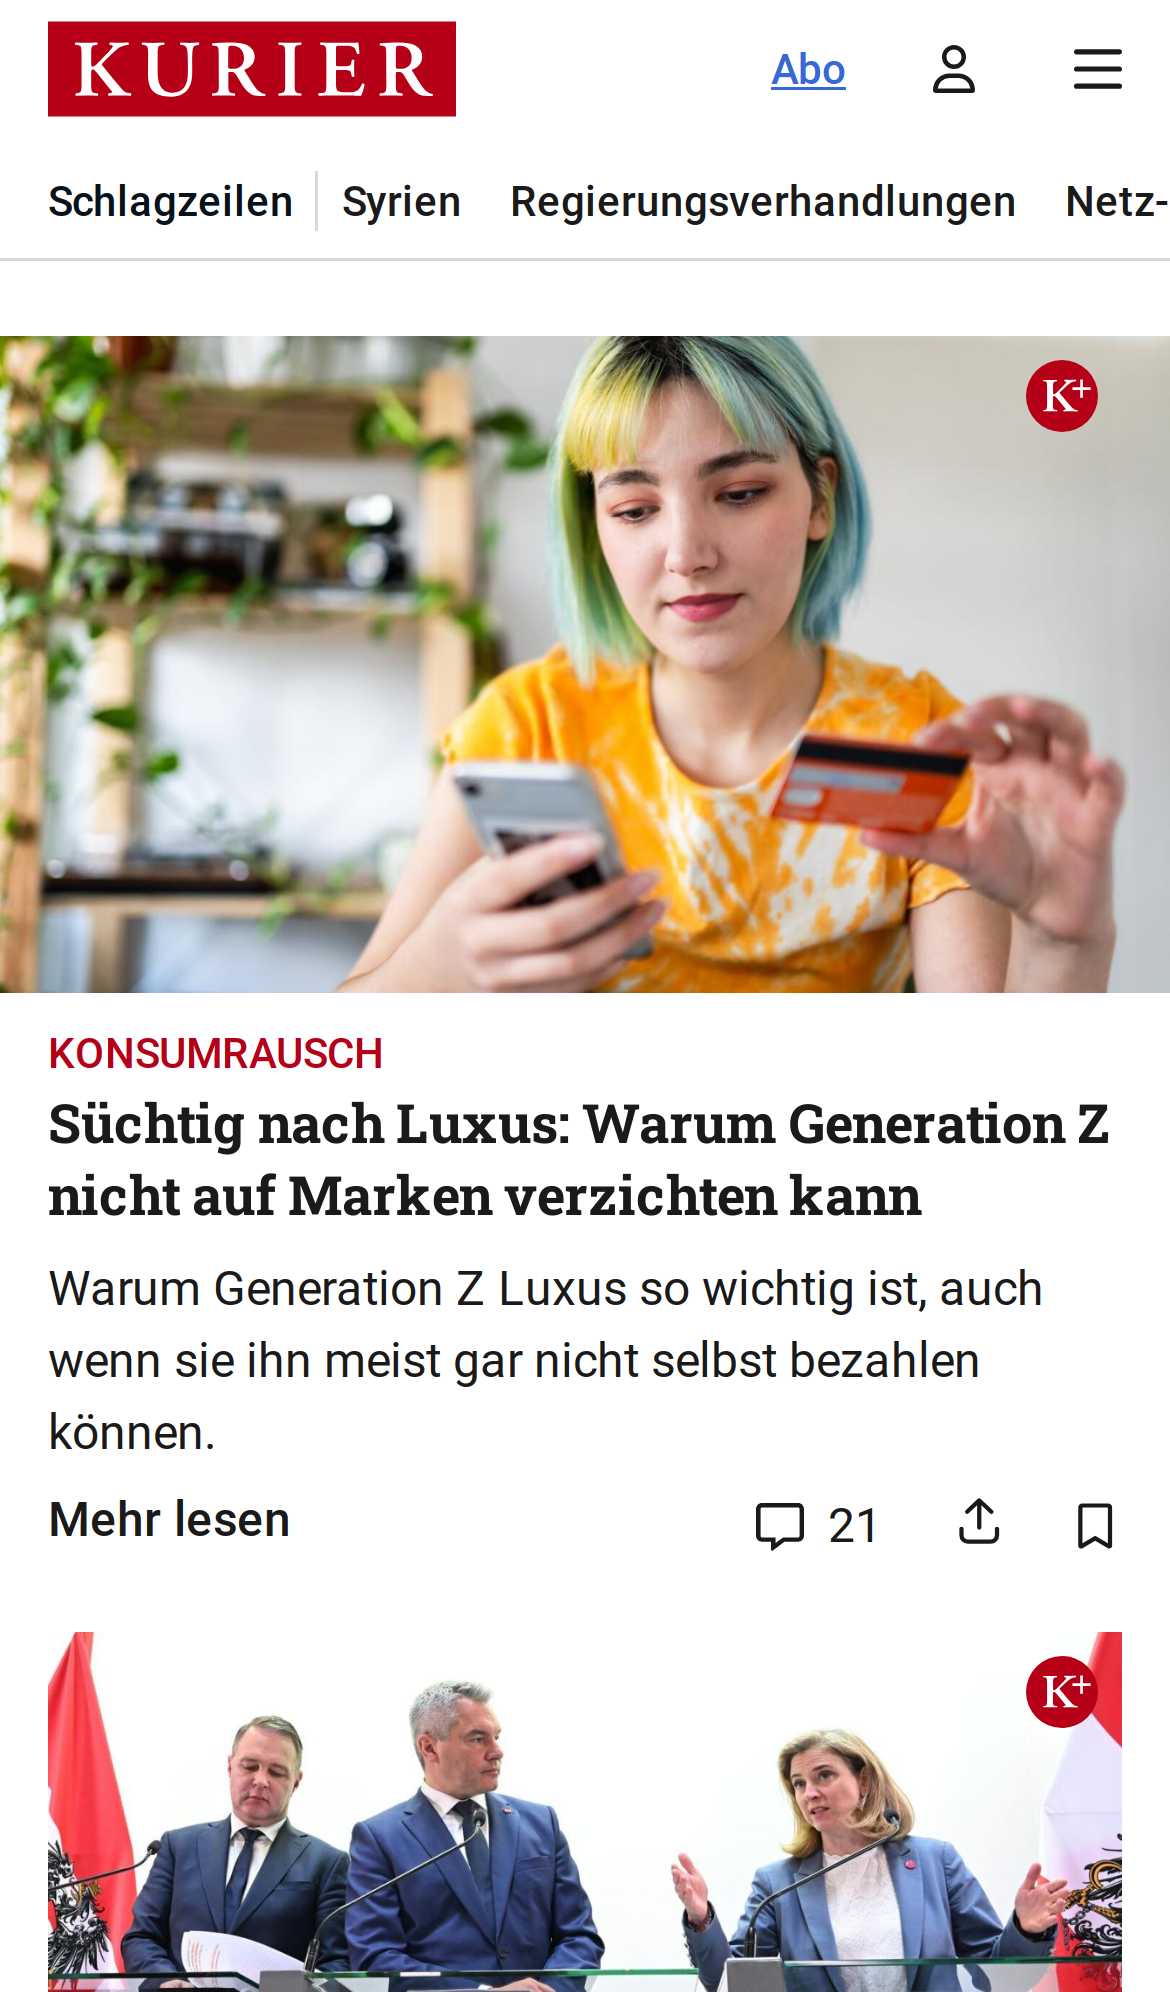 KURIER
Abo
Schlagzeilen
Syrien
Regierungsverhandlungen
Netz-
K+
KONSUMRAUSCH
Süchtig nach Luxus: Warum Generation Z
nicht auf Marken verzichten kann
Warum Generation Z Luxus so wichtig ist, auch
wenn sie ihn meist gar nicht selbst bezahlen
können.
Mehr lesen
21
K+